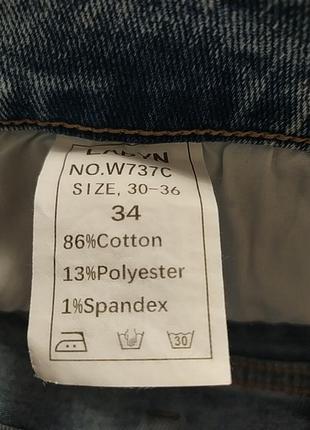 NO.W737C
SIZE, 30-36
34
86%Cotton
13%Polyester
1%Spandex
30